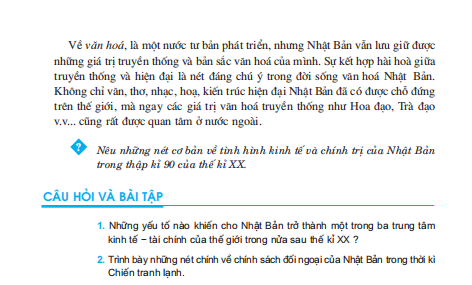 Về văn hoá, là một nước tư bản phát triển, nhưng Nhật Bản vẫn lưu giữ được
những giá trị truyền thống và bản sắc văn hoá của mình. Sự kết hợp hài hoà giữa
truyền thống và hiện đại là nét đáng chú ý trong đời sống văn hoá Nhật Bản.
Không chỉ văn, thơ, nhạc, hoạ, kiến trúc hiện đại Nhật Bản đã có được chỗ đứng
trên thế giới, mà ngay các giá trị văn hoá truyền thống như Hoa đạo, Trà đạo
v.v... cũng rất được quan tâm ở nước ngoài.
? Nêu những nét cơ bản về tình hình kinh tế và chính trị của Nhật Bản
trong thập kỉ 90 của thế kỉ XX.
CÂU HỎI VÀ BÀI TẬP
1. Những yếu tố nào khiến cho Nhật Bản trở thành một trong ba trung tâm
kinh tế – tài chính của thế giới trong nửa sau thế kỉ XX ?
2. Trình bày những nét chính về chính sách đối ngoại của Nhật Bản trong thời kì
Chiến tranh lạnh.